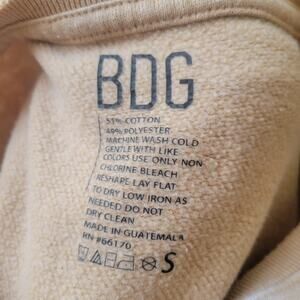 BDG
51% COTTON
49% POLYESTER
MACHINE WASH COLD
GENTLE WITH LIKE
COLORS USE ONLY NON
CHLORINE BLEACH
RESHAPE LAY FLAT
TO DRY LOW IRON AS
NEEDED DO NOT
DRY CLEAN
MADE IN GUATEMALA
RN #66170
S